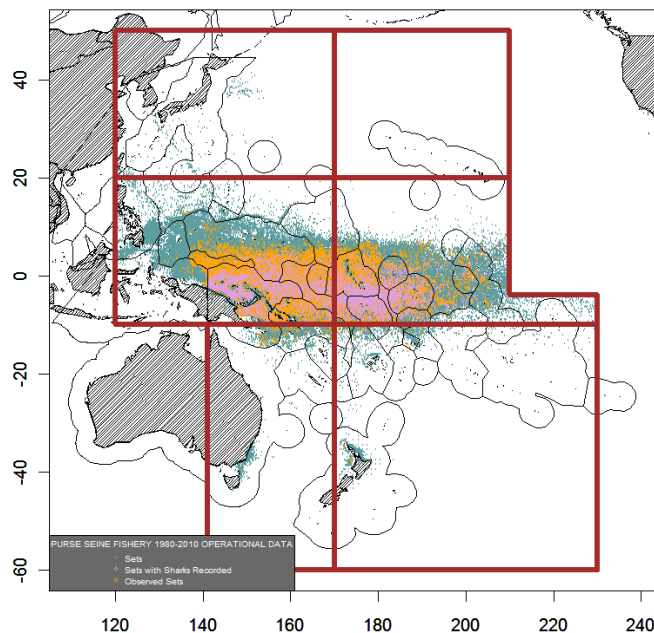 40
20
0
-20
-40
-60
PURSE SEINE FISHERY 1980-2010 OPERATIONAL DATA
Sets
Sets with Sharks Recorded
Observed Sets
120 140 160 180 200 220 240